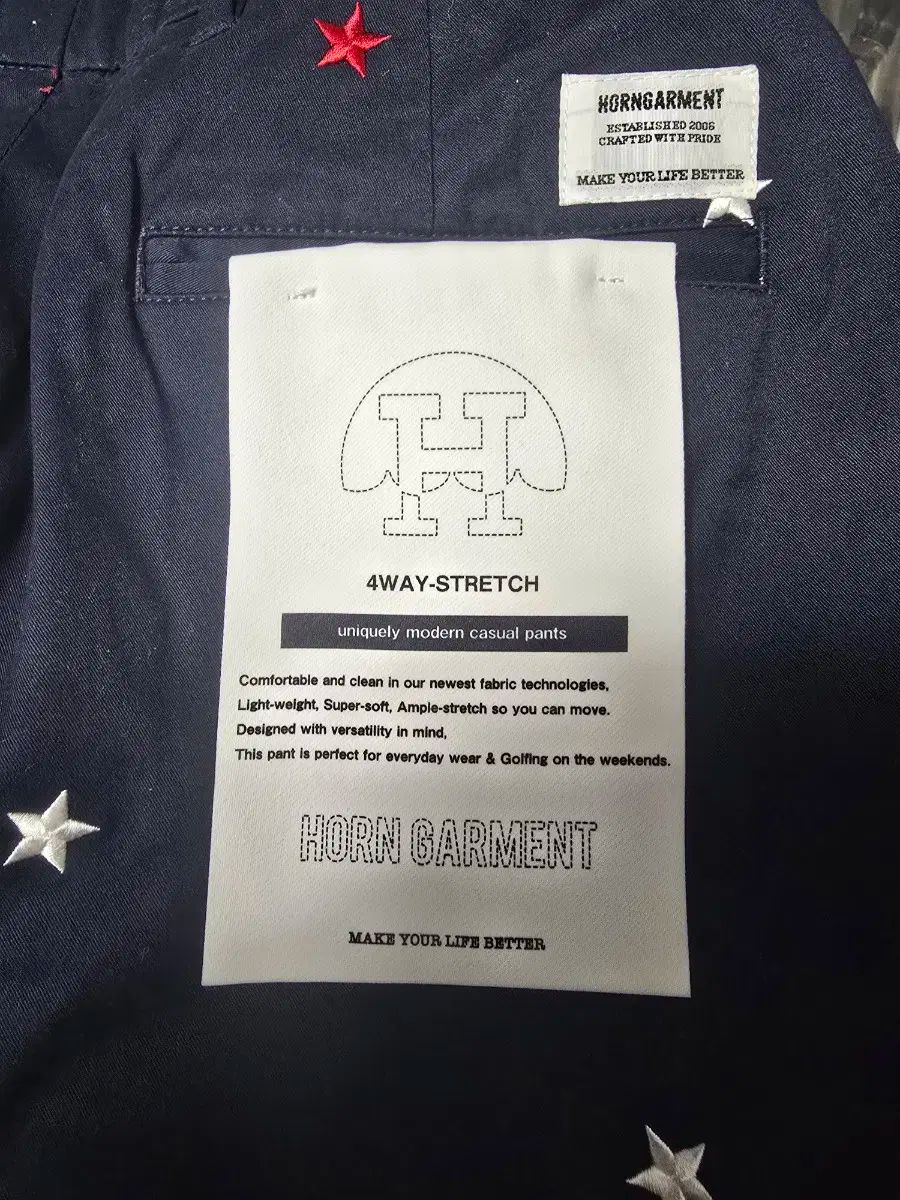 HORNGARMENT
ESTABLISHED 2006
CRAFTED WITH PRIDE
MAKE YOUR LIFE BETTER
H
4WAY-STRETCH
uniquely modern casual pants
Comfortable and clean in our newest fabric technologies,
Light-weight, Super-soft, Ample-stretch so you can move.
Designed with versatility in mind,
This pant is perfect for everyday wear & Golfing on the weekends.
HORN GARMENT
MAKE YOUR LIFE BETTER